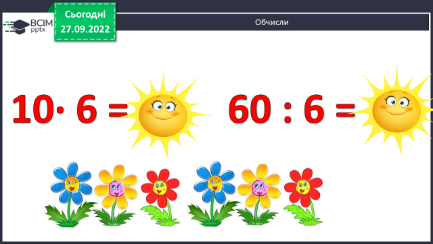 Сьогодні
27.09.2022
Обчисли
ВСІМ
pptx
10· 6 =
60 : 6 =